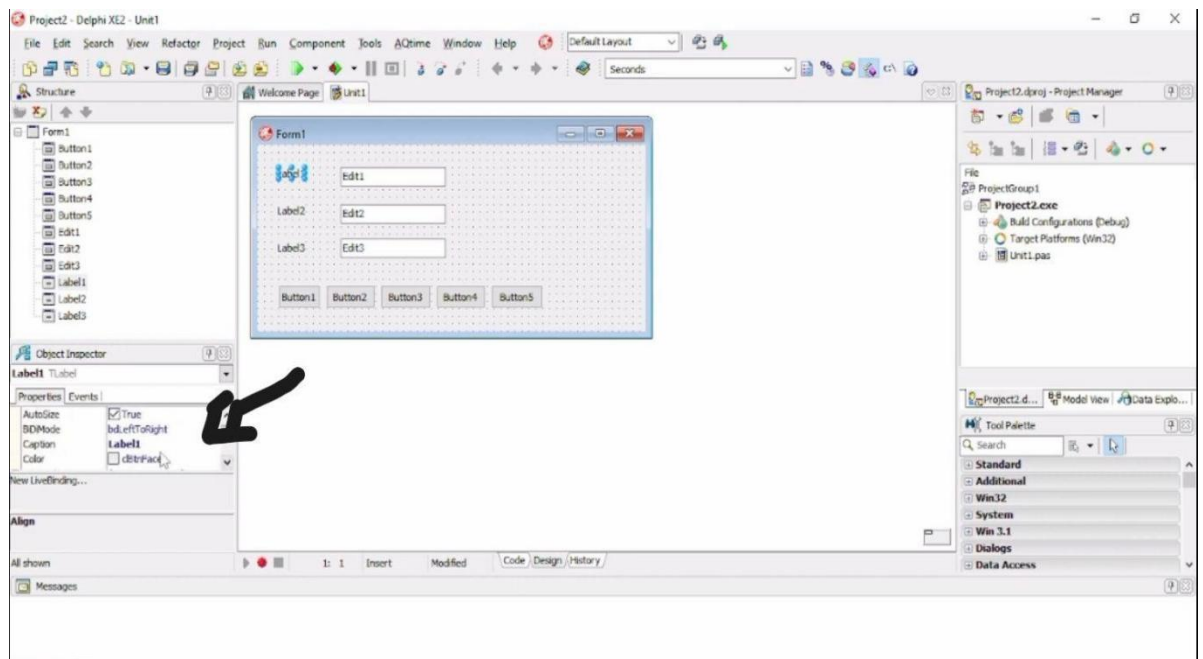 Project2 - Delphi XE2 - Unit1
File Edit Search View Refactor Project Run Component Tools AQtime Window Help Default Layout
Seconds
Structure
Form1
Button1
Button2
Button3
Button4
Button5
Edit1
Edit2
Edit3
Label1
Label2
Label3
Object Inspector
Label1 TLabel
Properties Events
AutoSize True
BiDiMode bdLeftToRight
Caption Label1
Color clBtnFace
New LiveBinding...
Align
All shown
Welcome Page Unit1
Form1
Label Edit1
Label2 Edit2
Label3 Edit3
Button1 Button2 Button3 Button4 Button5
1: 1 Insert Modified Code Design History
Project2.dproj - Project Manager
File
ProjectGroup1
Project2.exe
Build Configurations (Debug)
Target Platforms (Win32)
Unit1.pas
Project2.d... Model View Data Explo...
Tool Palette
Search
Standard
Additional
Win32
System
Win 3.1
Dialogs
Data Access
Messages